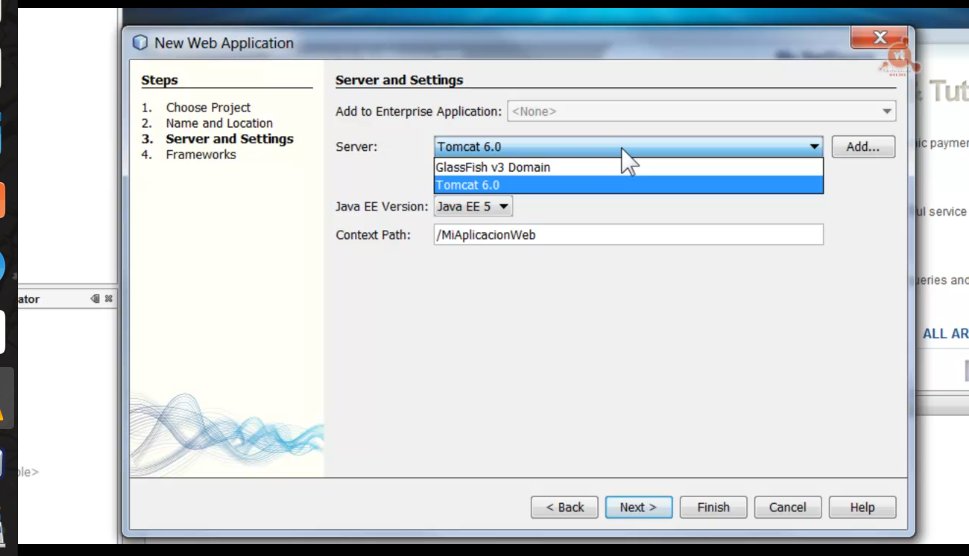 New Web Application
Steps
1. Choose Project
2. Name and Location
3. Server and Settings
4. Frameworks
Server and Settings
Add to Enterprise Application: <None>
Server: Tomcat 6.0 Add...
GlassFish v3 Domain
Tomcat 6.0
Java EE Version: Java EE 5
Context Path: /MiAplicacionWeb
< Back Next > Finish Cancel Help
ator
ble>
& Tut
ic paymen
ul service
ueries and
ALL AR